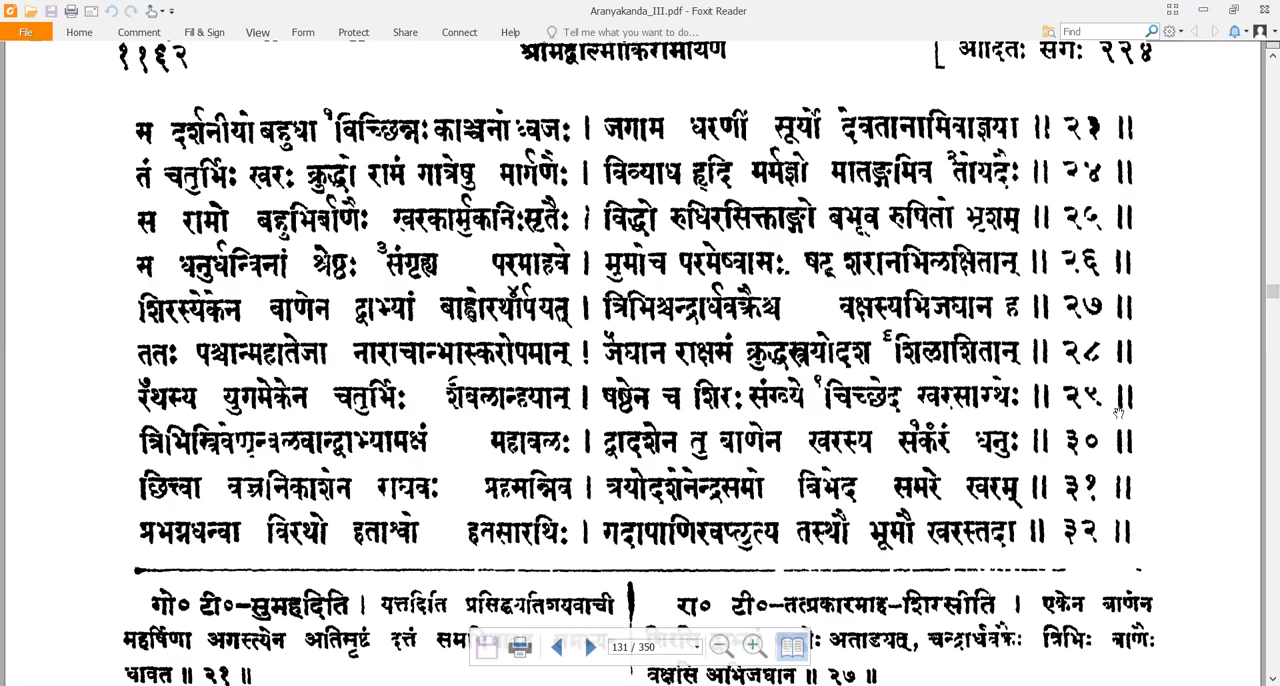 Aranyakanda_III.pdf - Foxit Reader
File Home Comment Fill & Sign View Form Protect Share Connect Help Tell me what you want to do... Find
११६२ श्रीमद्वाल्मीकिरामायणे [ आदितः सर्गः २२४
स दर्शनीयो बहुधा १विच्छिन्नः काञ्चनो ध्वजः | जगाम धरणीं सूर्यो देवतानामिवाज्ञया || २३ ||
तं चतुर्भिः खरः क्रुद्धो रामं गात्रेषु मार्गणैः | विव्याध हृदि मर्मज्ञो मातङ्गमिव तोयदैः || २४ ||
स रामो बहुभिर्बाणैः खरकार्मुकनिःसृतैः | विद्धो रुधिरसिक्ताङ्गो बभूव रुषितो भृशम् || २५ ||
स धनुर्धन्विनां श्रेष्ठः ३संगृह्य परमाहवे | मुमोच परमेष्वासः षट् शरानभिलक्षितान् || २६ ||
शिरस्येकेन बाणेन द्वाभ्यां बाह्वोरथार्पयत् | त्रिभिश्चन्द्रार्धवक्रैश्च वक्षस्यभिजघान ह || २७ ||
ततः पश्चान्महातेजा नाराचान्भास्करोपमान् | जघान राक्षसं क्रुद्धस्त्रयोदश ६शिलाशितान् || २८ ||
रथस्य युगमेकेन चतुर्भिः शबलान्हयान् | षष्ठेन च शिरः संख्ये ९चिच्छेद खरसारथेः || २९ ||
त्रिभिस्त्रिवेणून्बलवान्द्वाभ्यामक्षं महाबलः | द्वादशेन तु बाणेन खरस्य सशरं धनुः || ३० ||
छित्त्वा वज्रनिकाशेन राघवः प्रहसन्निव | त्रयोदशेनेन्द्रसमो बिभेद समरे खरम् || ३१ ||
प्रभग्नधन्वा विरथो हताश्वो हतसारथिः | गदापाणिरवप्लुत्य तस्थौ भूमौ खरस्तदा || ३२ ||
गो० टी०-सुमहदिति | यत्तदिति प्रसिद्ध्यतिशयवाची
महर्षिणा अगस्त्येन अतिसृष्टं दत्तं
धावत || २१ ||
रा० टी०-तत्प्रकारमाह-शिरसीति | एकेन बाणेन
अताडयत्, चन्द्रार्धवक्रैः त्रिभिः बाणैः
वक्षसि अभिजघान || २७ ||
131 / 350